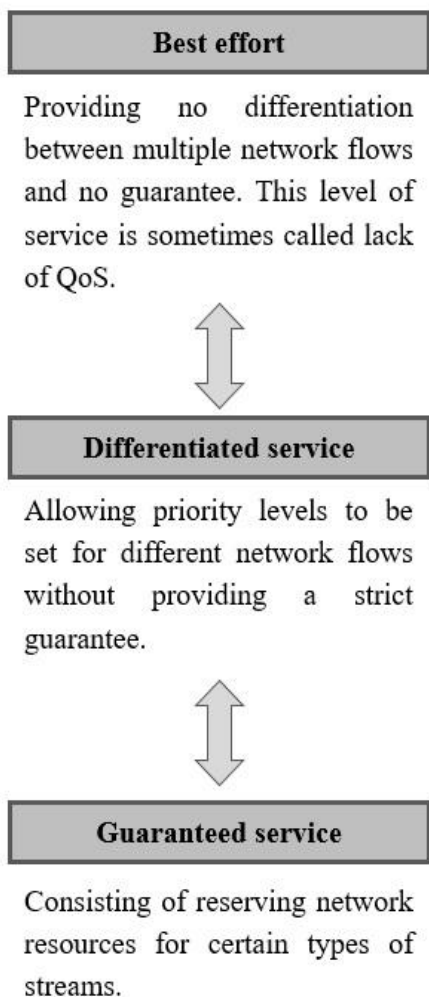 Best effort
Providing no differentiation
between multiple network flows
and no guarantee. This level of
service is sometimes called lack
of QoS.
Differentiated service
Allowing priority levels to be
set for different network flows
without providing a strict
guarantee.
Guaranteed service
Consisting of reserving network
resources for certain types of
streams.